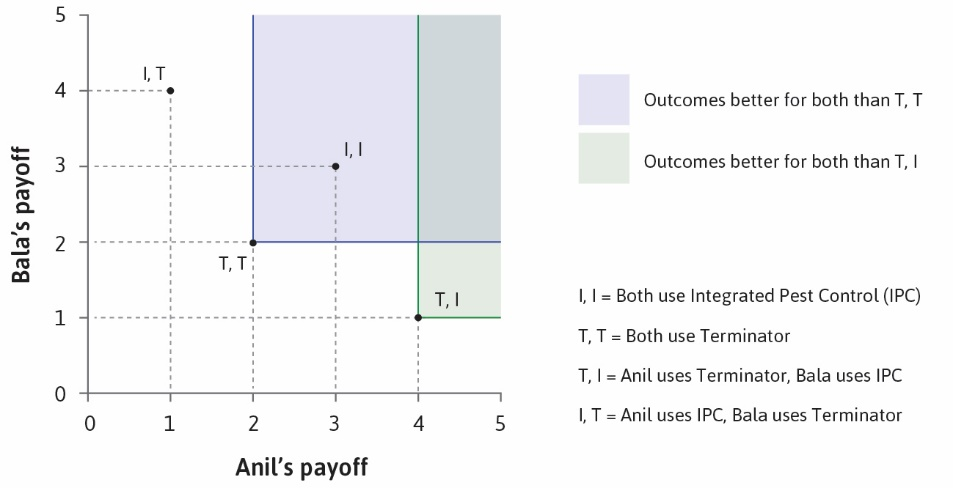 5
4
3
2
1
0
Bala's payoff
I, T
I, I
T, T
T, I
0 1 2 3 4 5
Anil's payoff
Outcomes better for both than T, T
Outcomes better for both than T, I
I, I = Both use Integrated Pest Control (IPC)
T, T = Both use Terminator
T, I = Anil uses Terminator, Bala uses IPC
I, T = Anil uses IPC, Bala uses Terminator